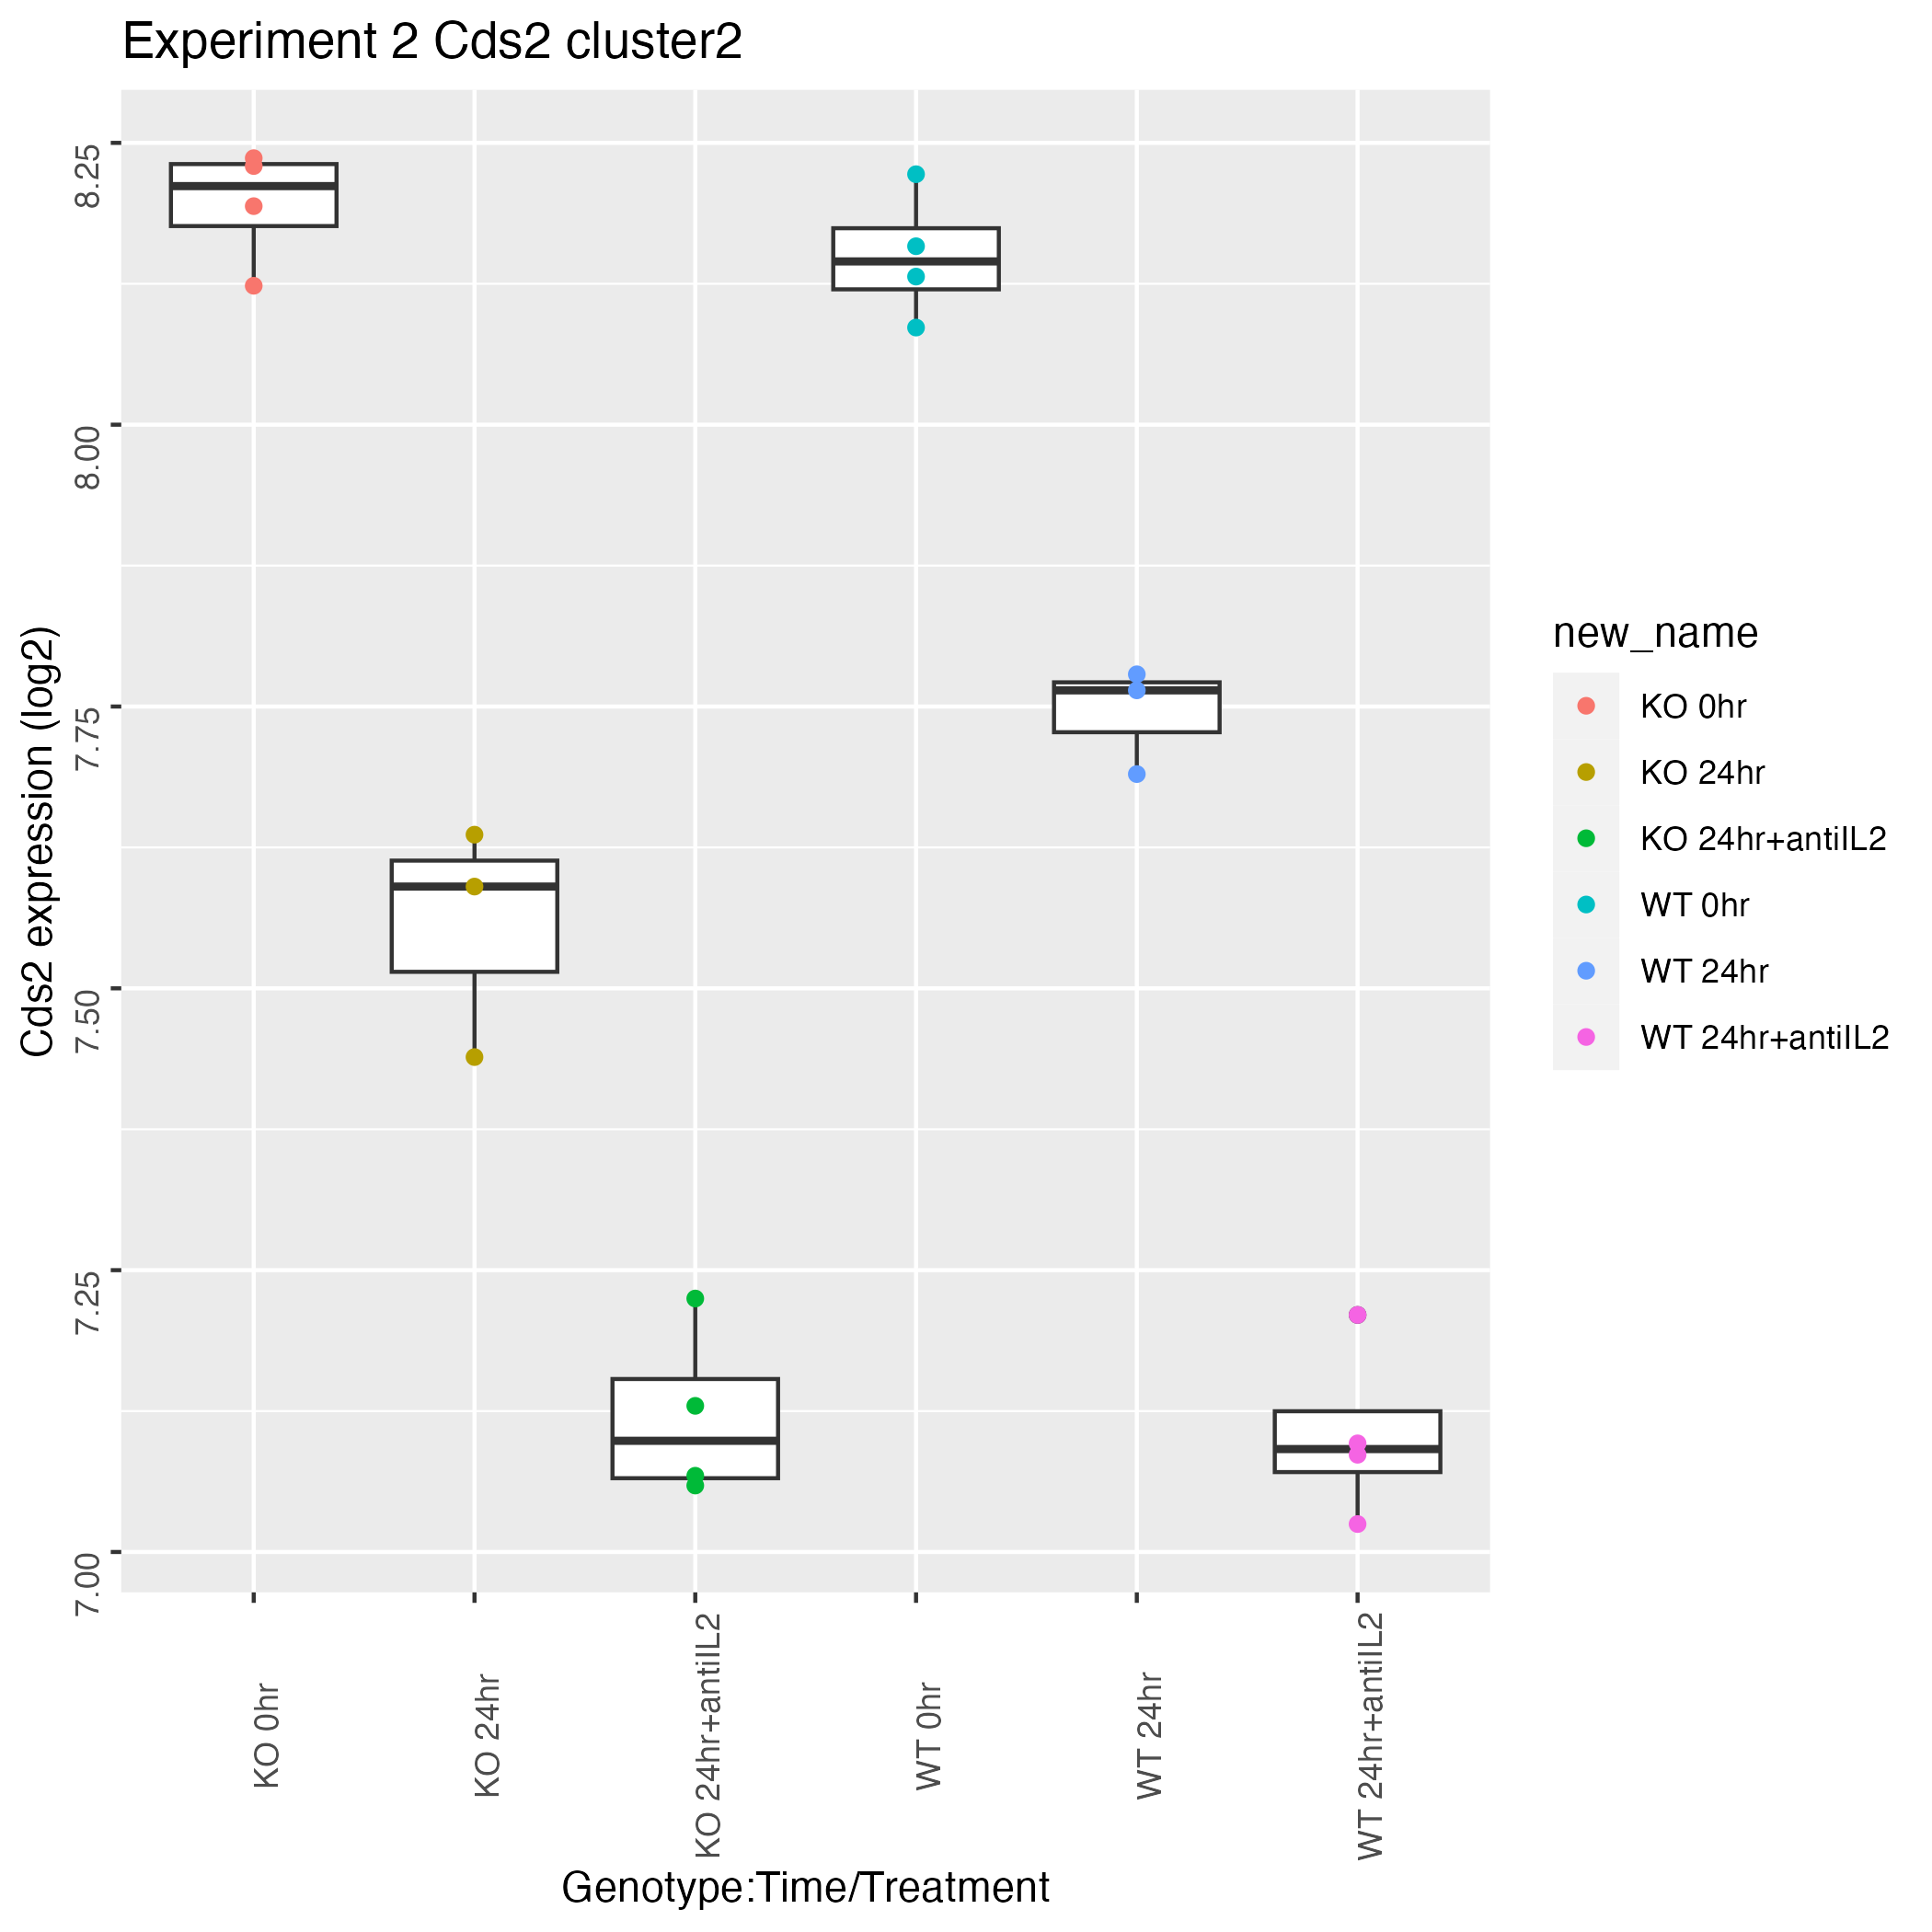 Experiment 2 Cds2 cluster2
Cds2 expression (log2)
8.25
8.00
7.75
7.50
7.25
7.00
KO 0hr
KO 24hr
KO 24hr+antiIL2
WT 0hr
WT 24hr
WT 24hr+antiIL2
Genotype:Time/Treatment
new_name
KO 0hr
KO 24hr
KO 24hr+antiIL2
WT 0hr
WT 24hr
WT 24hr+antiIL2